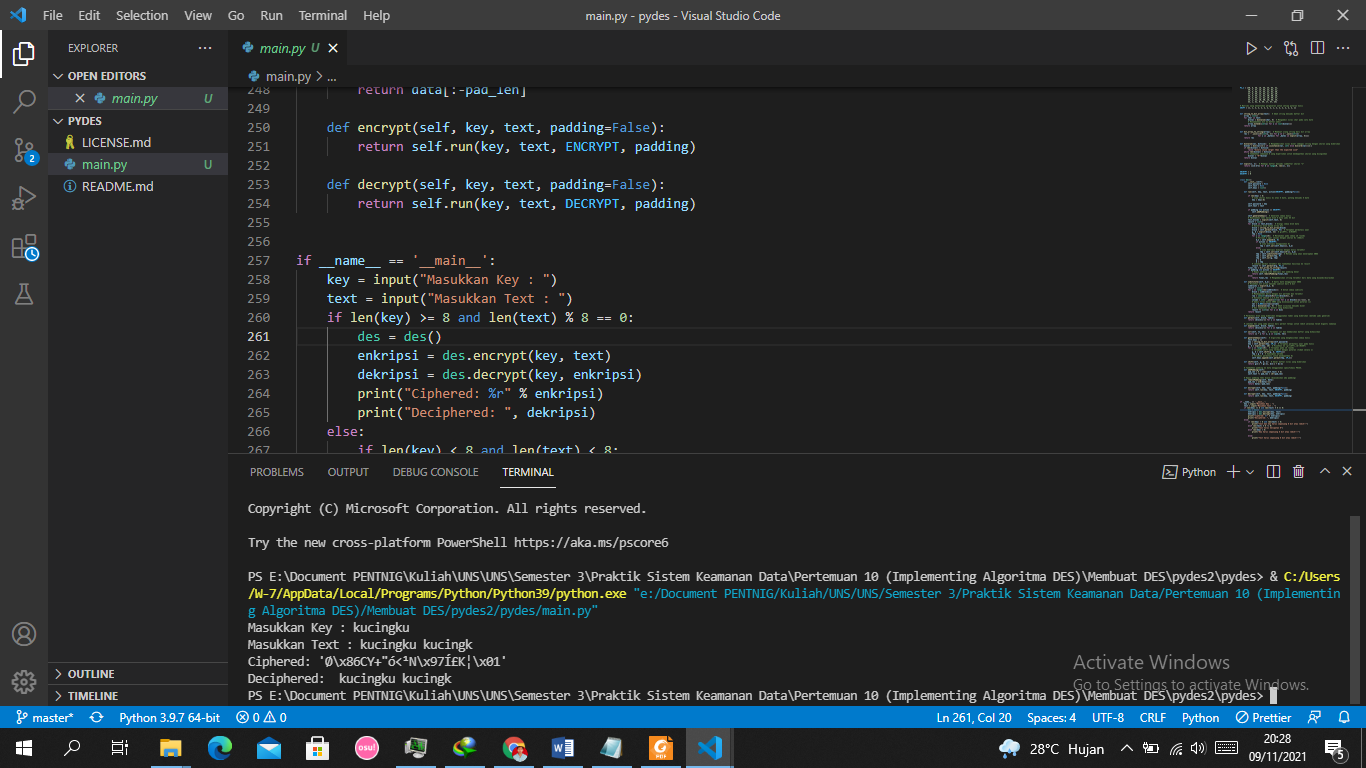 File Edit Selection View Go Run Terminal Help main.py - pydes - Visual Studio Code
EXPLORER
OPEN EDITORS
main.py U
PYDES
LICENSE.md
main.py U
README.md
OUTLINE
TIMELINE
2
main.py U
main.py > ...
248 return data[:-pad_len]
249
250 def encrypt(self, key, text, padding=False):
251 return self.run(key, text, ENCRYPT, padding)
252
253 def decrypt(self, key, text, padding=False):
254 return self.run(key, text, DECRYPT, padding)
255
256
257 if __name__ == '__main__':
258 key = input("Masukkan Key : ")
259 text = input("Masukkan Text : ")
260 if len(key) >= 8 and len(text) % 8 == 0:
261 des = des()
262 enkripsi = des.encrypt(key, text)
263 dekripsi = des.decrypt(key, enkripsi)
264 print("Ciphered: %r" % enkripsi)
265 print("Deciphered: ", dekripsi)
266 else:
267 if len(key) < 8 and len(text) < 8:
PROBLEMS OUTPUT DEBUG CONSOLE TERMINAL Python
Copyright (C) Microsoft Corporation. All rights reserved.
Try the new cross-platform PowerShell https://aka.ms/pscore6
PS E:\Document PENTNIG\Kuliah\UNS\UNS\Semester 3\Praktik Sistem Keamanan Data\Pertemuan 10 (Implementing Algoritma DES)\Membuat DES\pydes2\pydes> & C:/Users
/W-7/AppData/Local/Programs/Python/Python39/python.exe "e:/Document PENTNIG/Kuliah/UNS/UNS/Semester 3/Praktik Sistem Keamanan Data/Pertemuan 10 (Implementin
g Algoritma DES)/Membuat DES/pydes2/pydes/main.py"
Masukkan Key : kucingku
Masukkan Text : kucingku kucingk
Ciphered: 'Ø\x86CY+"ó<¹N\x97Í£K¦\x01'
Deciphered:  kucingku kucingk
PS E:\Document PENTNIG\Kuliah\UNS\UNS\Semester 3\Praktik Sistem Keamanan Data\Pertemuan 10 (Implementing Algoritma DES)\Membuat DES\pydes2\pydes>
Activate Windows
Go to Settings to activate Windows.
master* Python 3.9.7 64-bit 0 0 Ln 261, Col 20 Spaces: 4 UTF-8 CRLF Python Prettier
osu! PDF 28°C Hujan 20:28
09/11/2021 5